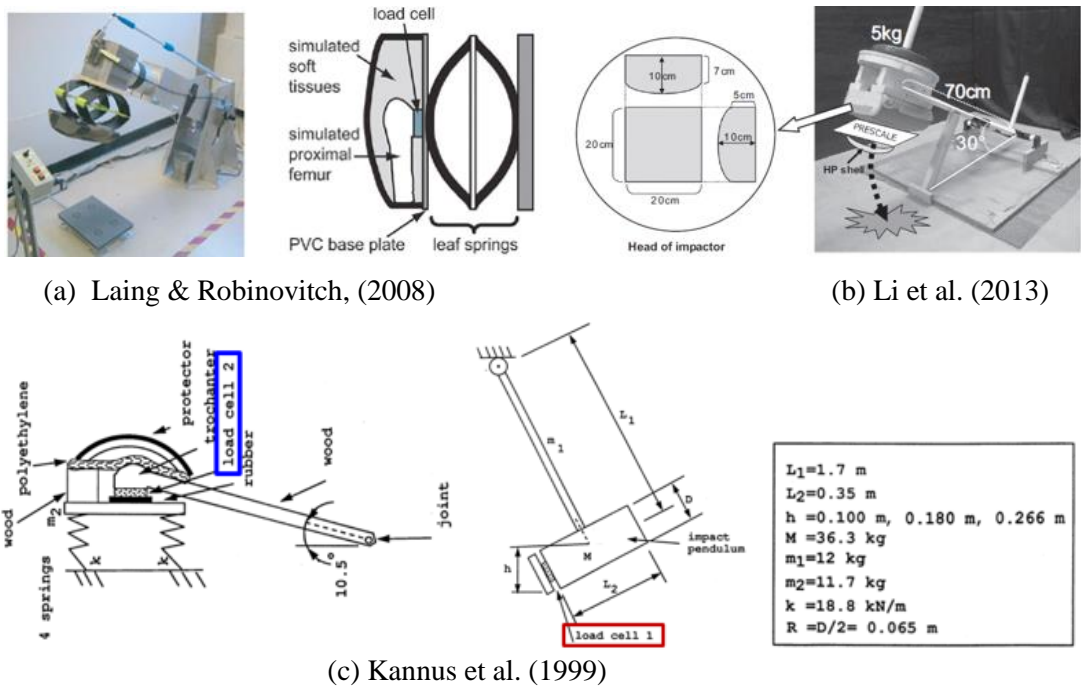 load cell
simulated
soft
tissues
simulated
proximal
femur
PVC base plate
leaf springs
10cm
7cm
5cm
20cm
10cm
20cm
Head of impactor
5kg
70cm
PRESCALE
30°
HP shell
(a) Laing & Robinovitch, (2008)
(b) Li et al. (2013)
polyethylene
wood
protector
trochanter
load cell 2
rubber
wood
joint
m2
4 springs
k
k
10.5°
L1
m1
D
M
impact
pendulum
h
L2
load cell 1
L1=1.7 m
L2=0.35 m
h =0.100 m, 0.180 m, 0.266 m
M =36.3 kg
m1=12 kg
m2=11.7 kg
k =18.8 kN/m
R =D/2= 0.065 m
(c) Kannus et al. (1999)